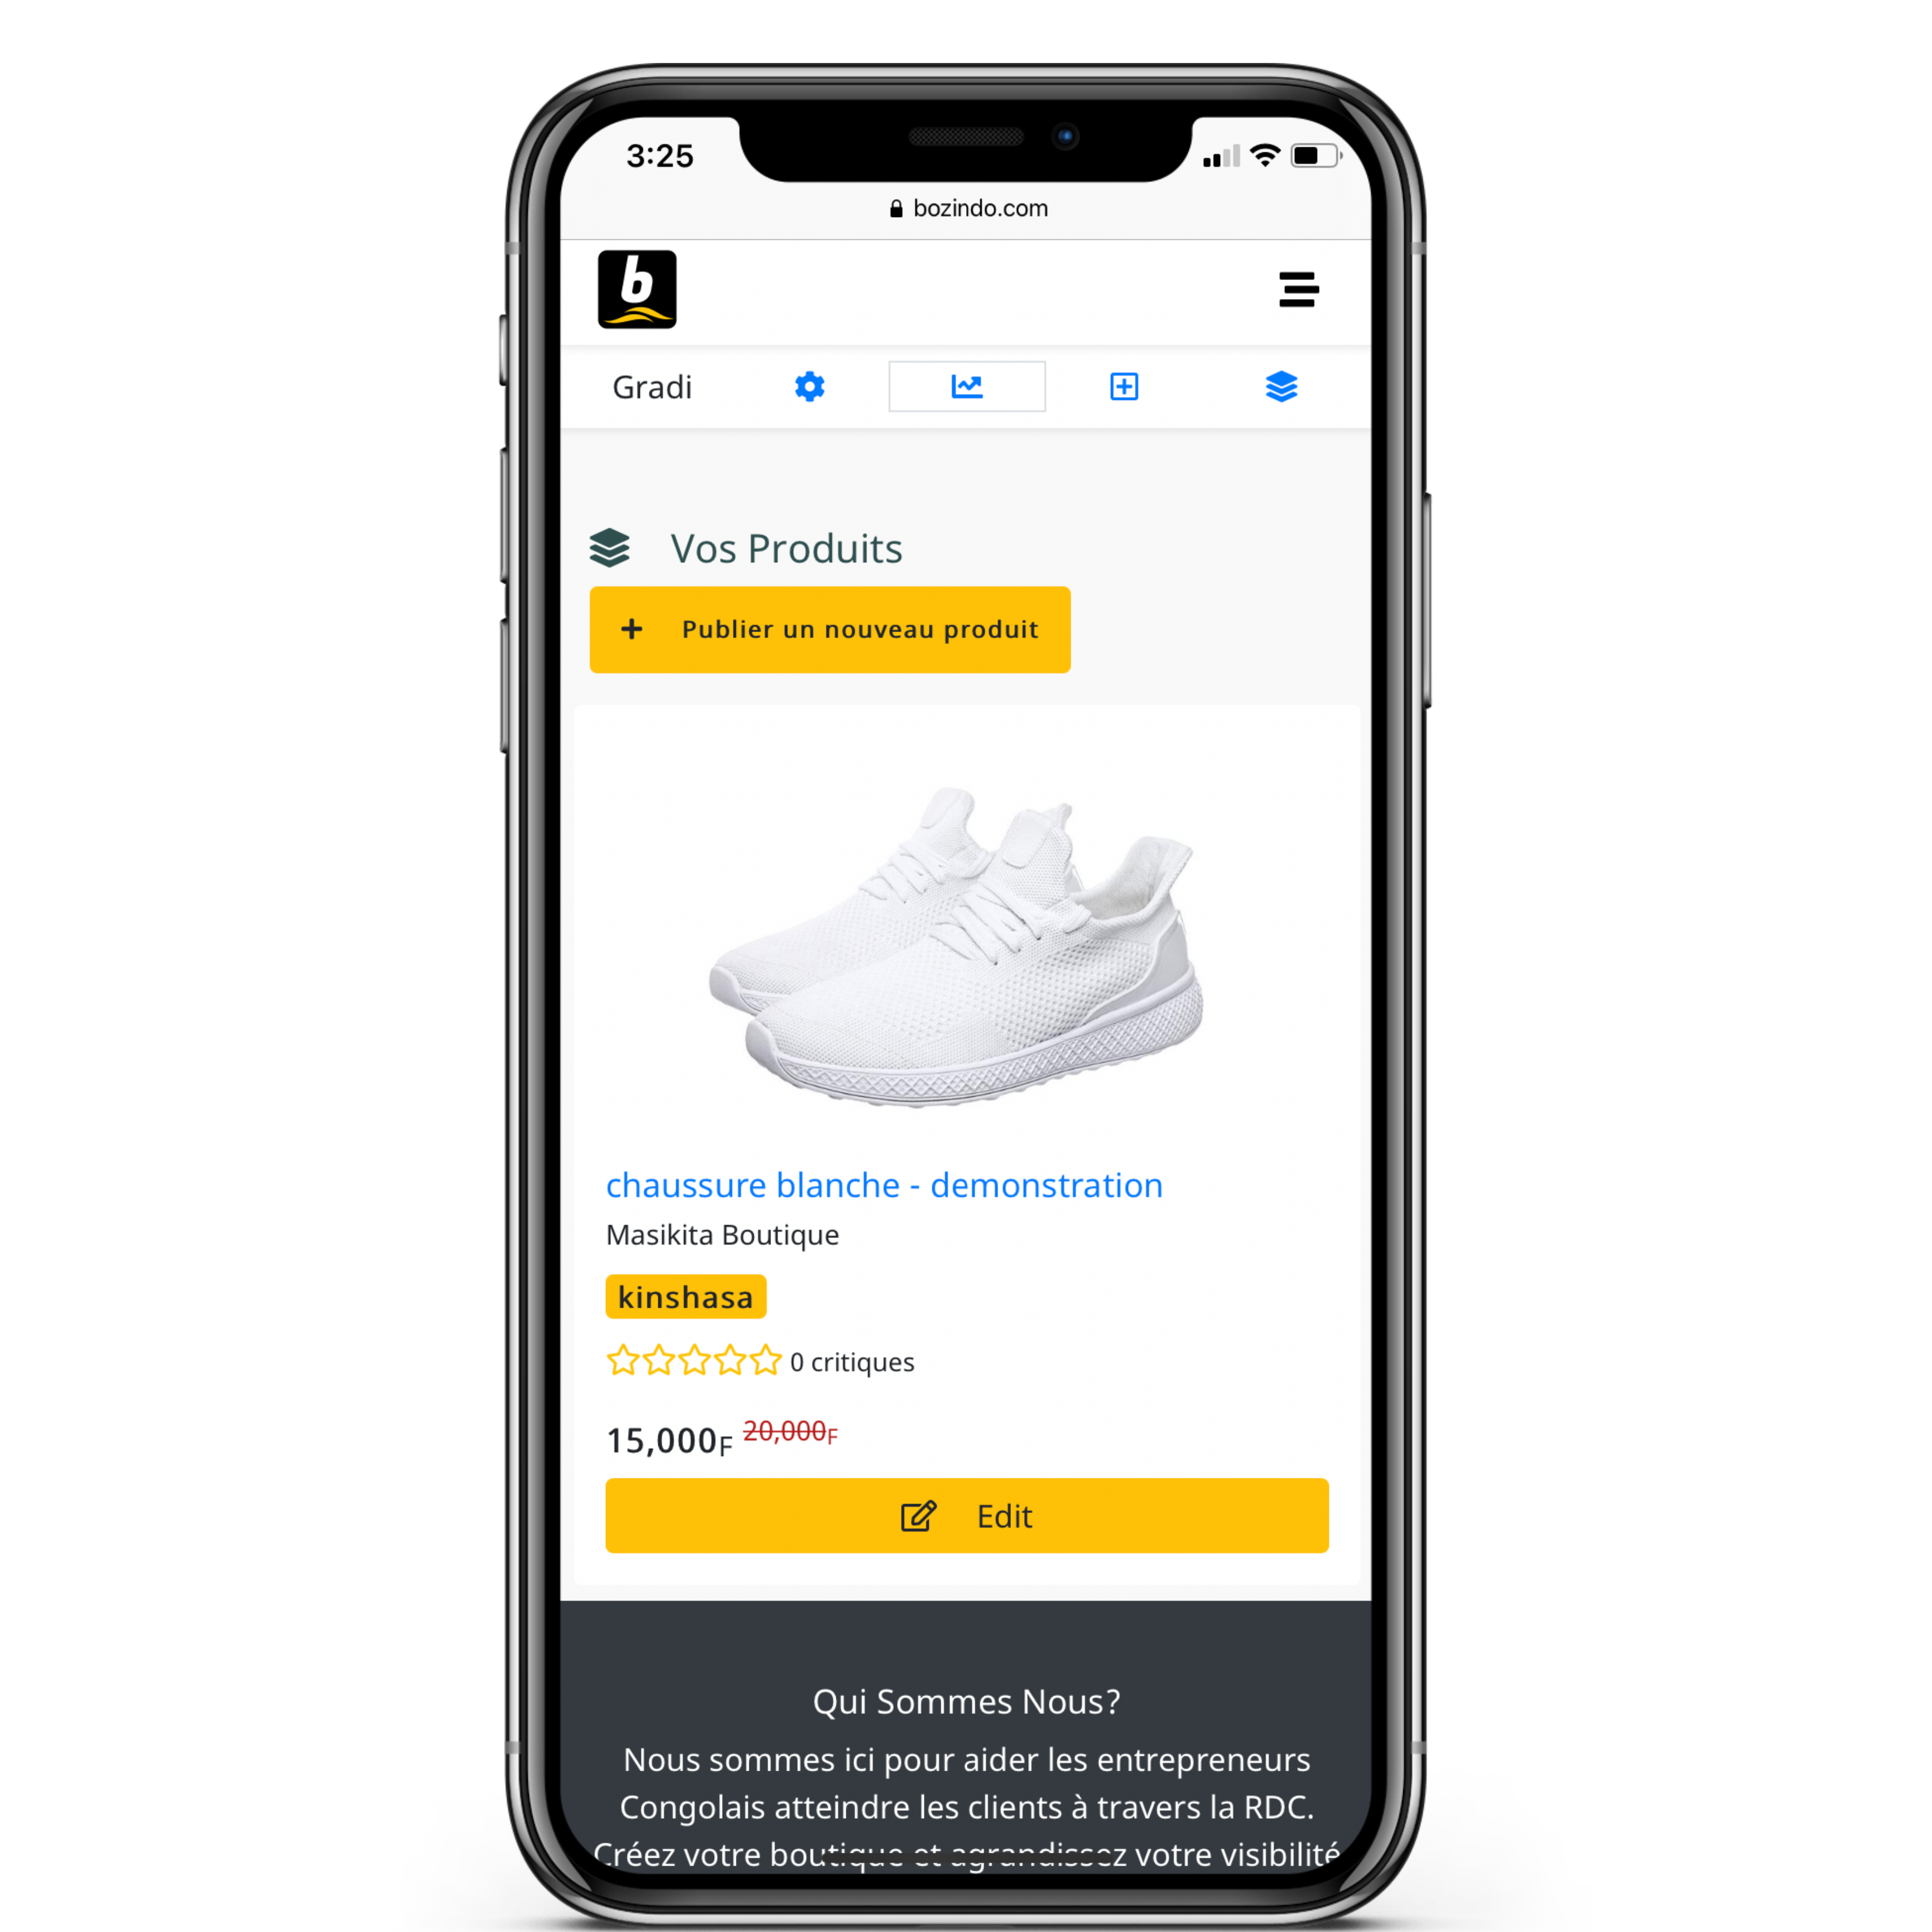 3:25
bozindo.com
b
Gradi
Vos Produits
+ Publier un nouveau produit
chaussure blanche - demonstration
Masikita Boutique
kinshasa
0 critiques
15,000F 20,000F
Edit
Qui Sommes Nous?
Nous sommes ici pour aider les entrepreneurs
Congolais atteindre les clients à travers la RDC.
Créez votre boutique et agrandissez votre visibilité